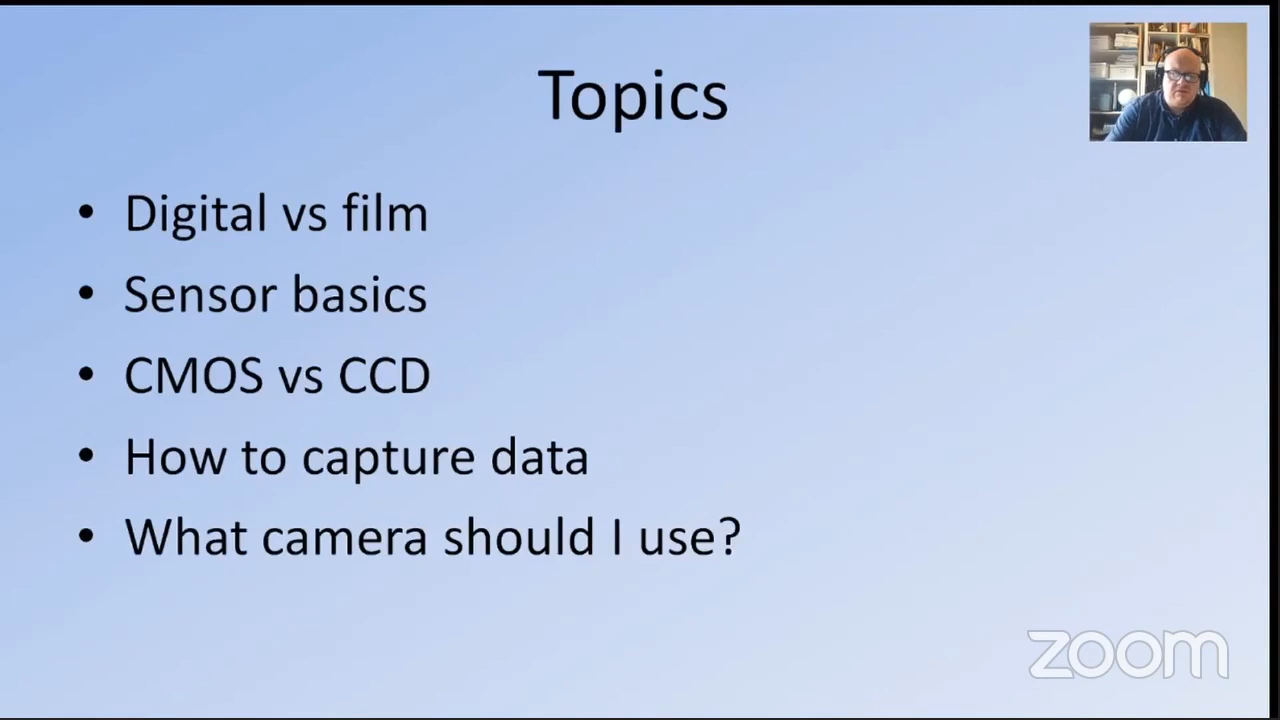 Topics
• Digital vs film
• Sensor basics
• CMOS vs CCD
• How to capture data
• What camera should I use?
zoom